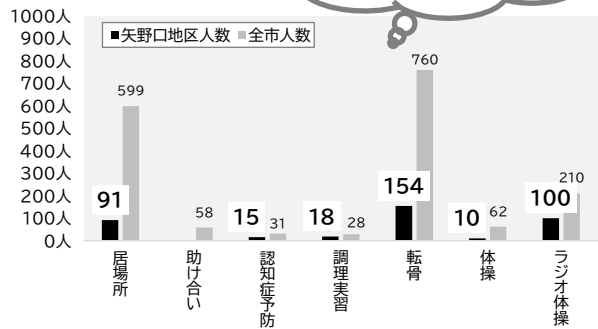 1000人
900人
800人
700人
600人
500人
400人
300人
200人
100人
0人
■矢野口地区人数 ■全市人数
91
599
58
15
31
18
28
154
760
10
62
100
210
居場所
助け合い
認知症予防
調理実習
転骨
体操
ラジオ体操